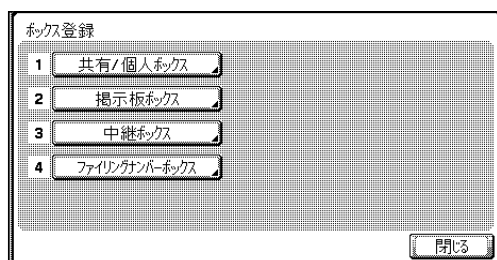 ボックス登録
1 共有/個人ボックス
2 掲示板ボックス
3 中継ボックス
4 ファイリングナンバーボックス
閉じる